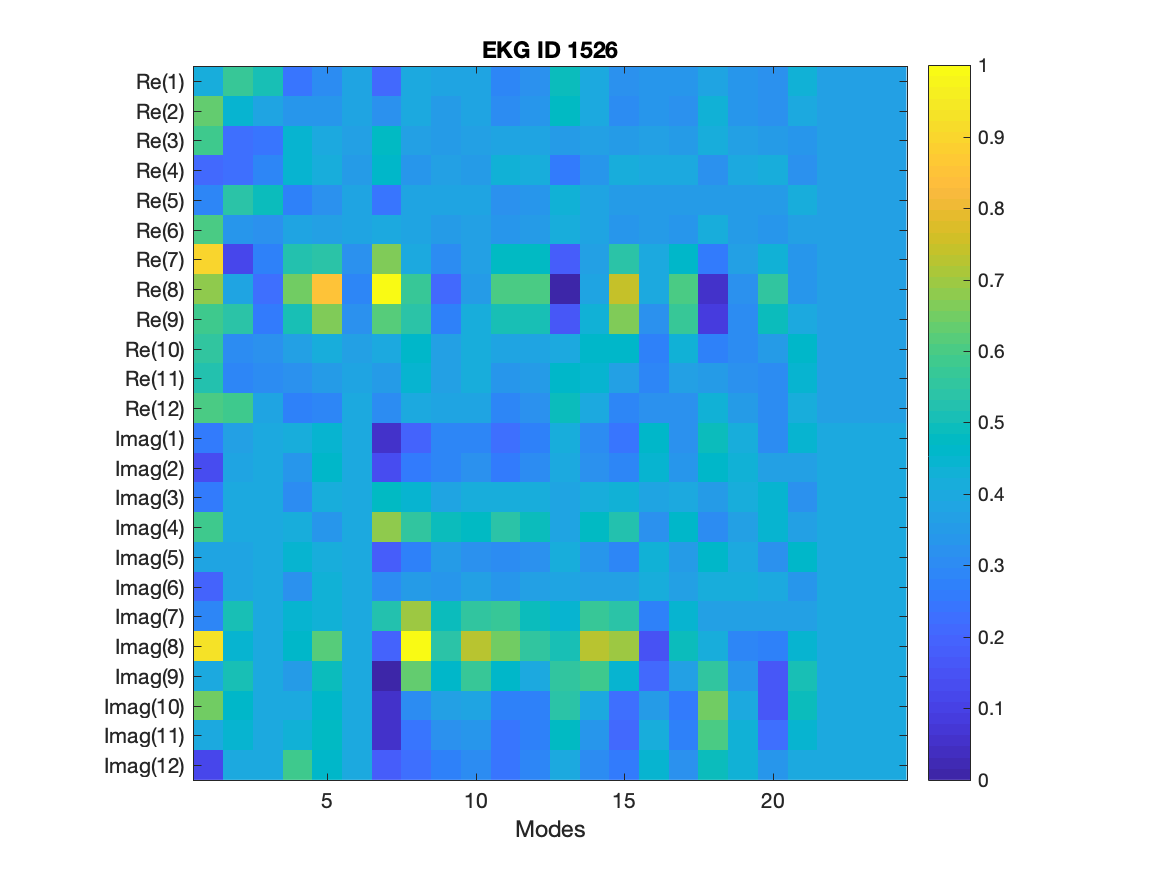 EKG ID 1526
Re(1)
Re(2)
Re(3)
Re(4)
Re(5)
Re(6)
Re(7)
Re(8)
Re(9)
Re(10)
Re(11)
Re(12)
Imag(1)
Imag(2)
Imag(3)
Imag(4)
Imag(5)
Imag(6)
Imag(7)
Imag(8)
Imag(9)
Imag(10)
Imag(11)
Imag(12)
5 10 15 20
Modes
1
0.9
0.8
0.7
0.6
0.5
0.4
0.3
0.2
0.1
0